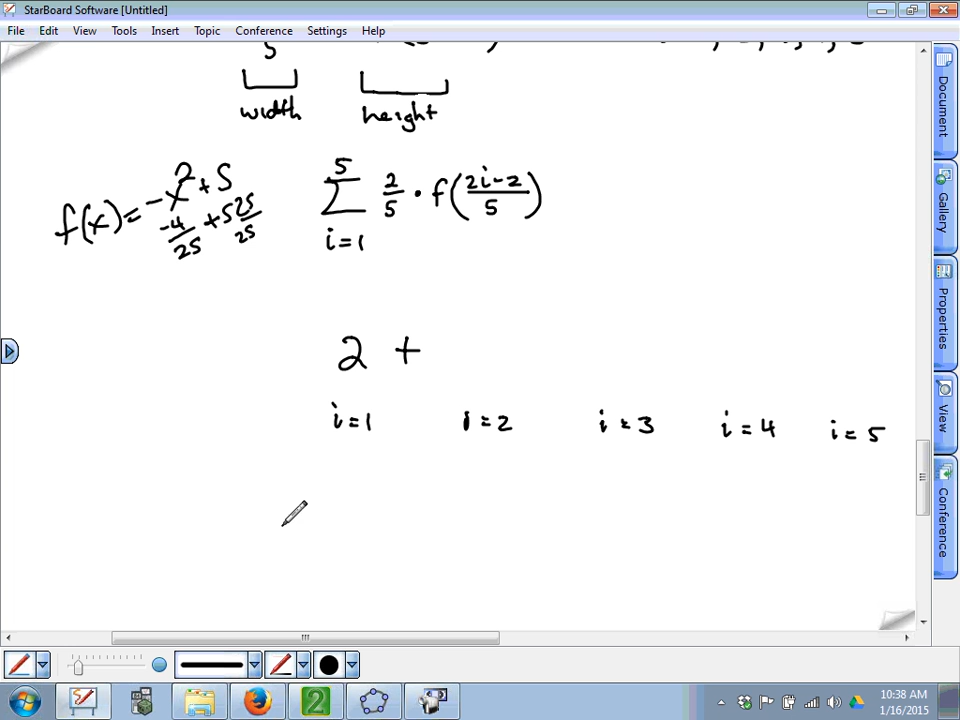 StarBoard Software [Untitled]
File Edit View Tools Insert Topic Conference Settings Help
5
width height
f(x) = -x² + 5
-4/25 + 5 25/25
5 Σ i=1 2/5 · f((2i-2)/5)
2 +
i=1 i=2 i=3 i=4 i=5
Document
Gallery
Properties
View
Conference
10:38 AM
1/16/2015